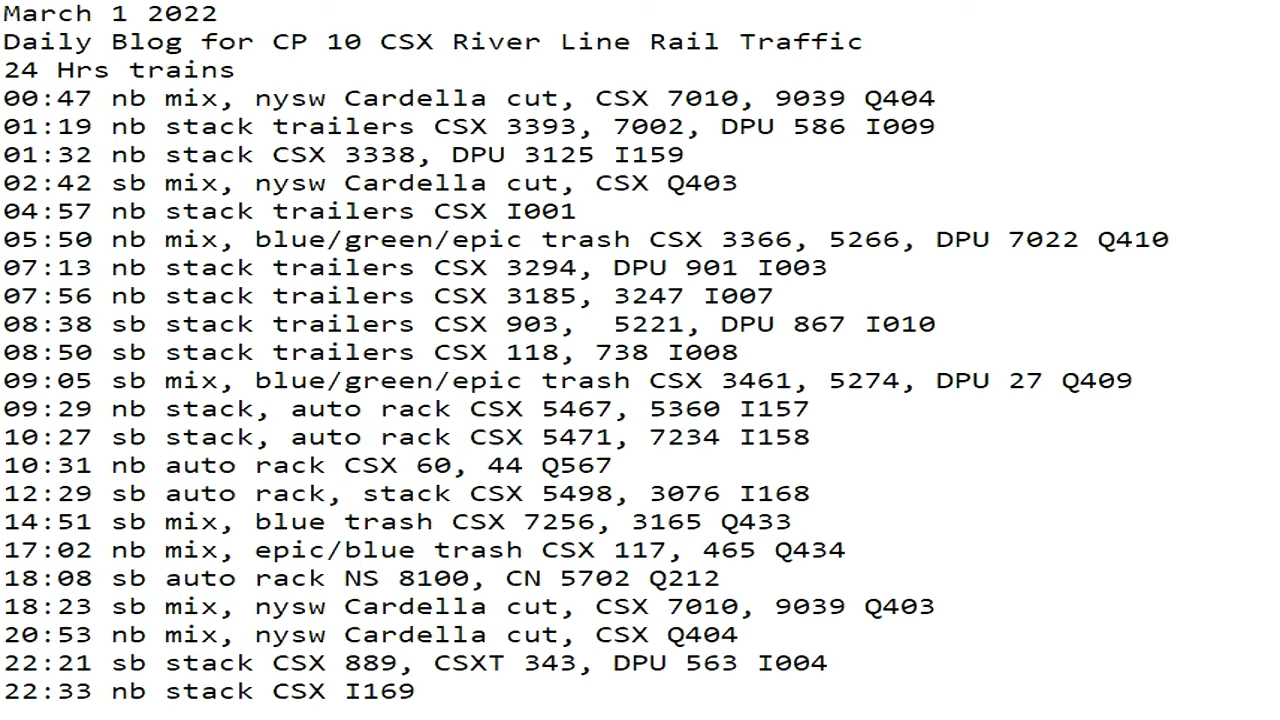 March 1 2022
Daily Blog for CP 10 CSX River Line Rail Traffic
24 Hrs trains
00:47 nb mix, nysw Cardella cut, CSX 7010, 9039 Q404
01:19 nb stack trailers CSX 3393, 7002, DPU 586 I009
01:32 nb stack CSX 3338, DPU 3125 I159
02:42 sb mix, nysw Cardella cut, CSX Q403
04:57 nb stack trailers CSX I001
05:50 nb mix, blue/green/epic trash CSX 3366, 5266, DPU 7022 Q410
07:13 nb stack trailers CSX 3294, DPU 901 I003
07:56 nb stack trailers CSX 3185, 3247 I007
08:38 sb stack trailers CSX 903,  5221, DPU 867 I010
08:50 sb stack trailers CSX 118, 738 I008
09:05 sb mix, blue/green/epic trash CSX 3461, 5274, DPU 27 Q409
09:29 nb stack, auto rack CSX 5467, 5360 I157
10:27 sb stack, auto rack CSX 5471, 7234 I158
10:31 nb auto rack CSX 60, 44 Q567
12:29 sb auto rack, stack CSX 5498, 3076 I168
14:51 sb mix, blue trash CSX 7256, 3165 Q433
17:02 nb mix, epic/blue trash CSX 117, 465 Q434
18:08 sb auto rack NS 8100, CN 5702 Q212
18:23 sb mix, nysw Cardella cut, CSX 7010, 9039 Q403
20:53 nb mix, nysw Cardella cut, CSX Q404
22:21 sb stack CSX 889, CSXT 343, DPU 563 I004
22:33 nb stack CSX I169